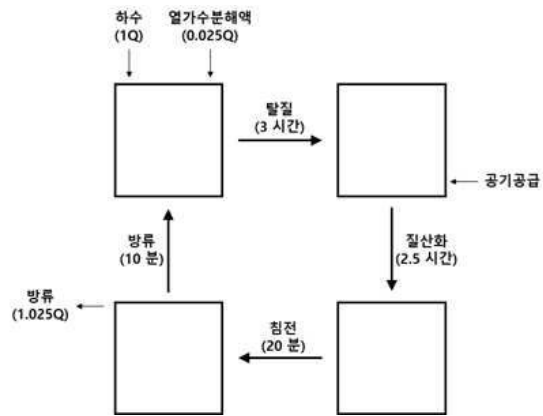 하수
(1Q)
열가수분해액
(0.025Q)
탈질
(3 시간)
공기공급
질산화
(2.5 시간)
방류
(10 분)
방류
(1.025Q)
침전
(20 분)